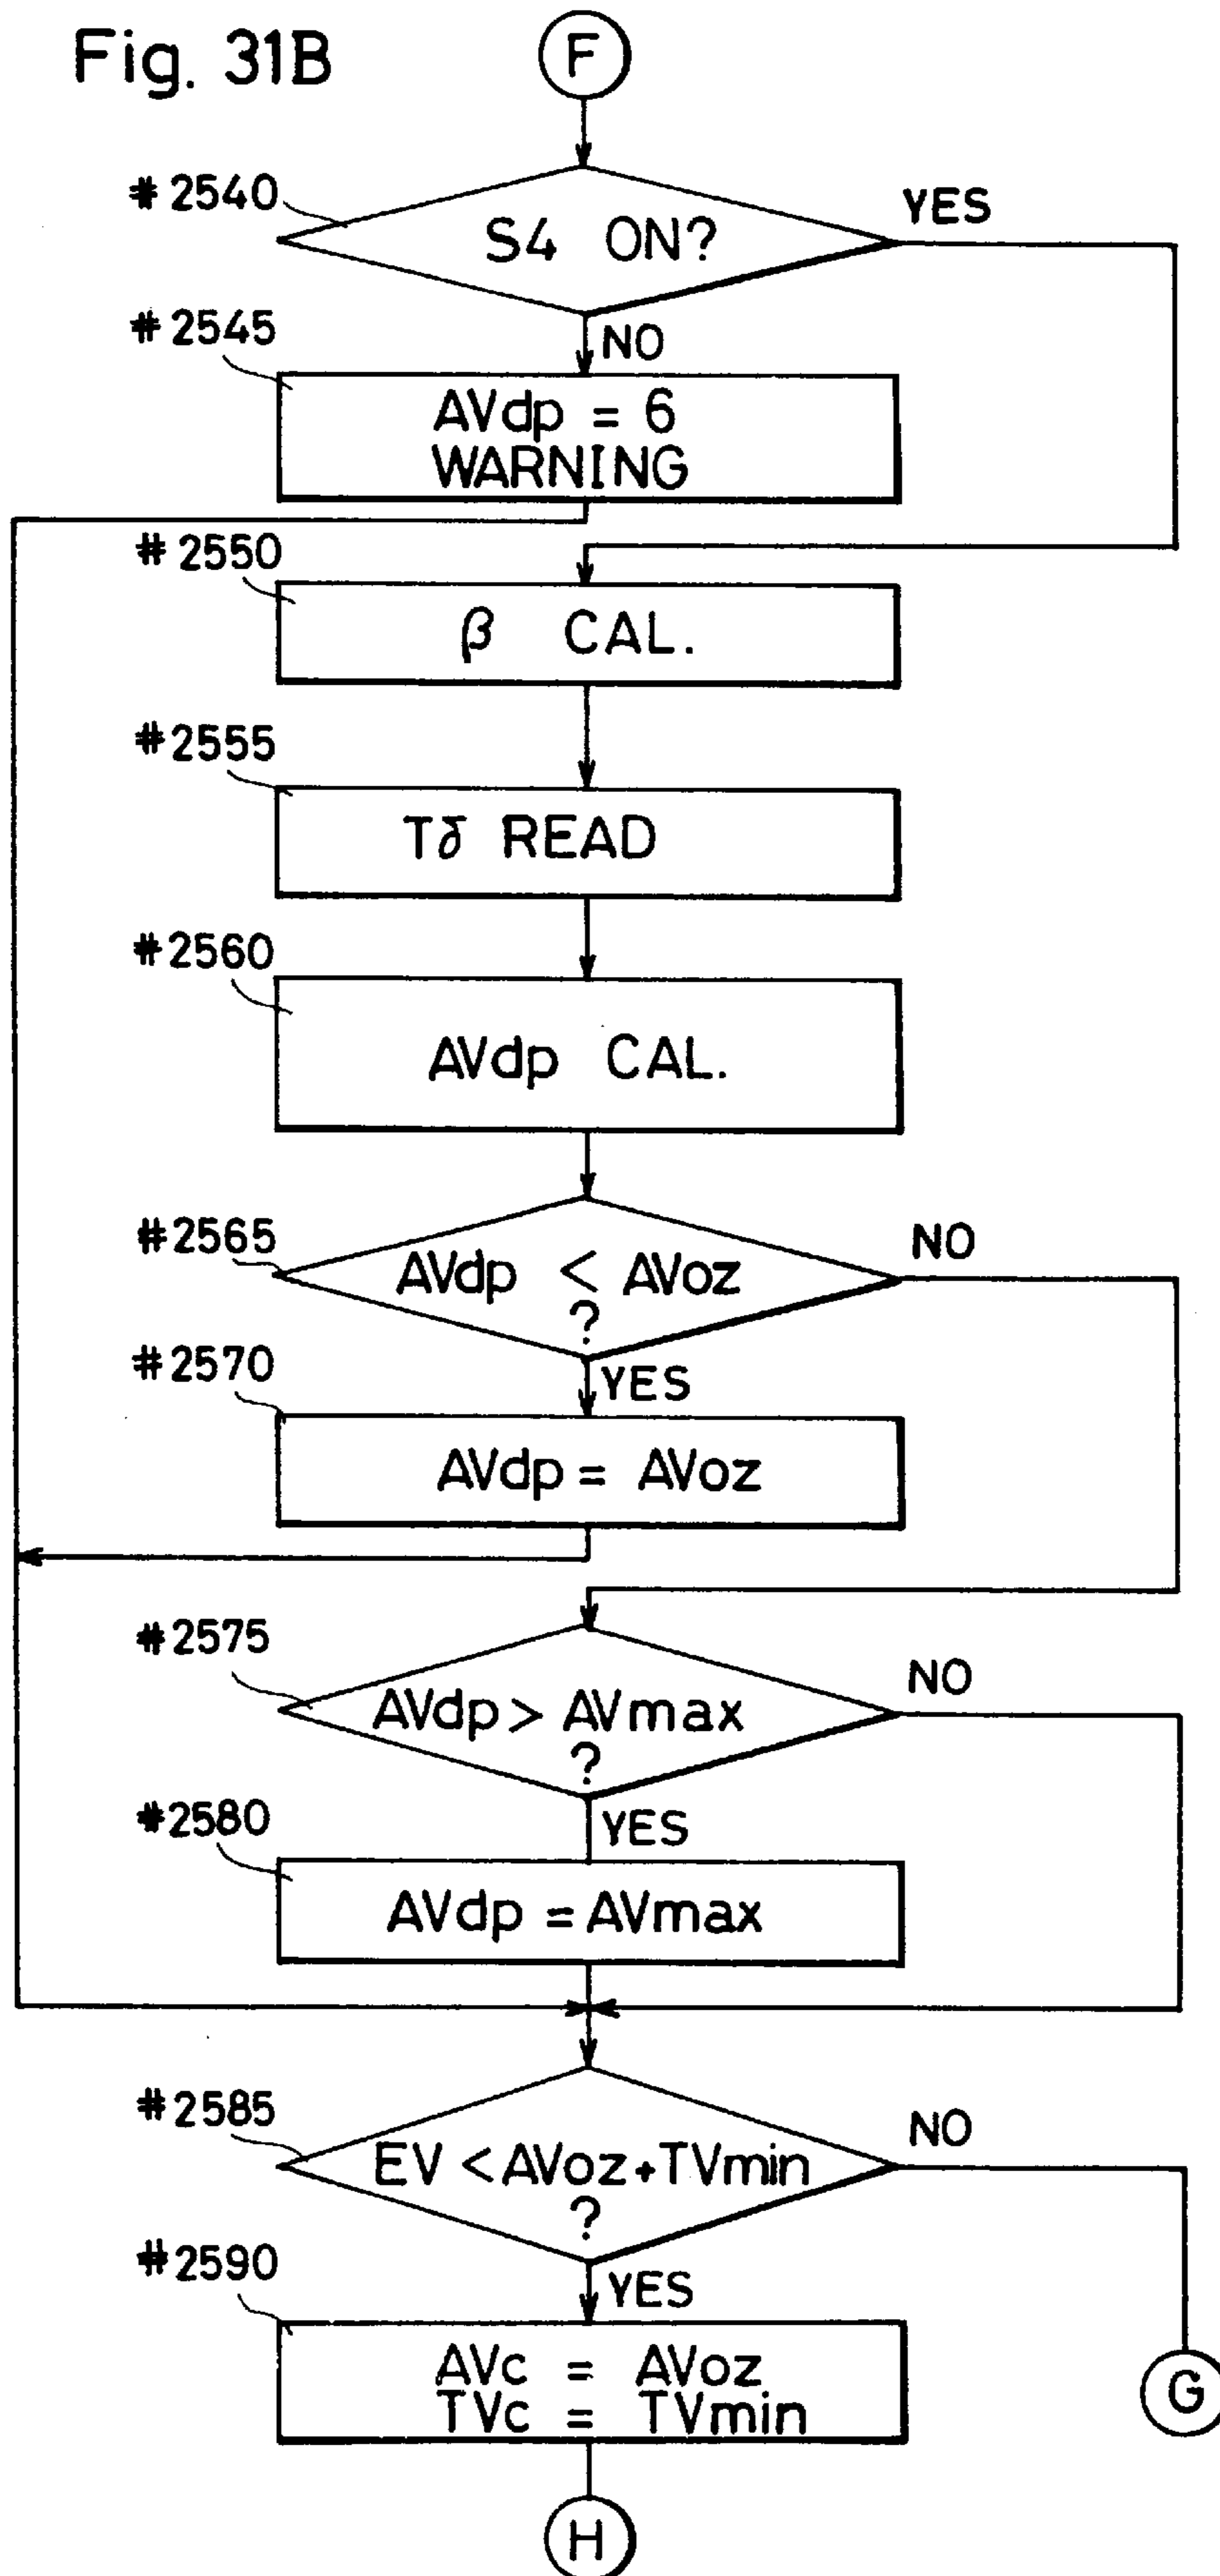 Fig. 31B
F
#2540
S4 ON?
YES
NO
#2545
AVdp = 6
WARNING
#2550
β CAL.
#2555
Tδ READ
#2560
AVdp CAL.
#2565
AVdp < AVoz
?
NO
YES
#2570
AVdp = AVoz
#2575
AVdp > AVmax
?
NO
YES
#2580
AVdp = AVmax
#2585
EV < AVoz+TVmin
?
NO
YES
#2590
AVc = AVoz
TVc = TVmin
G
H